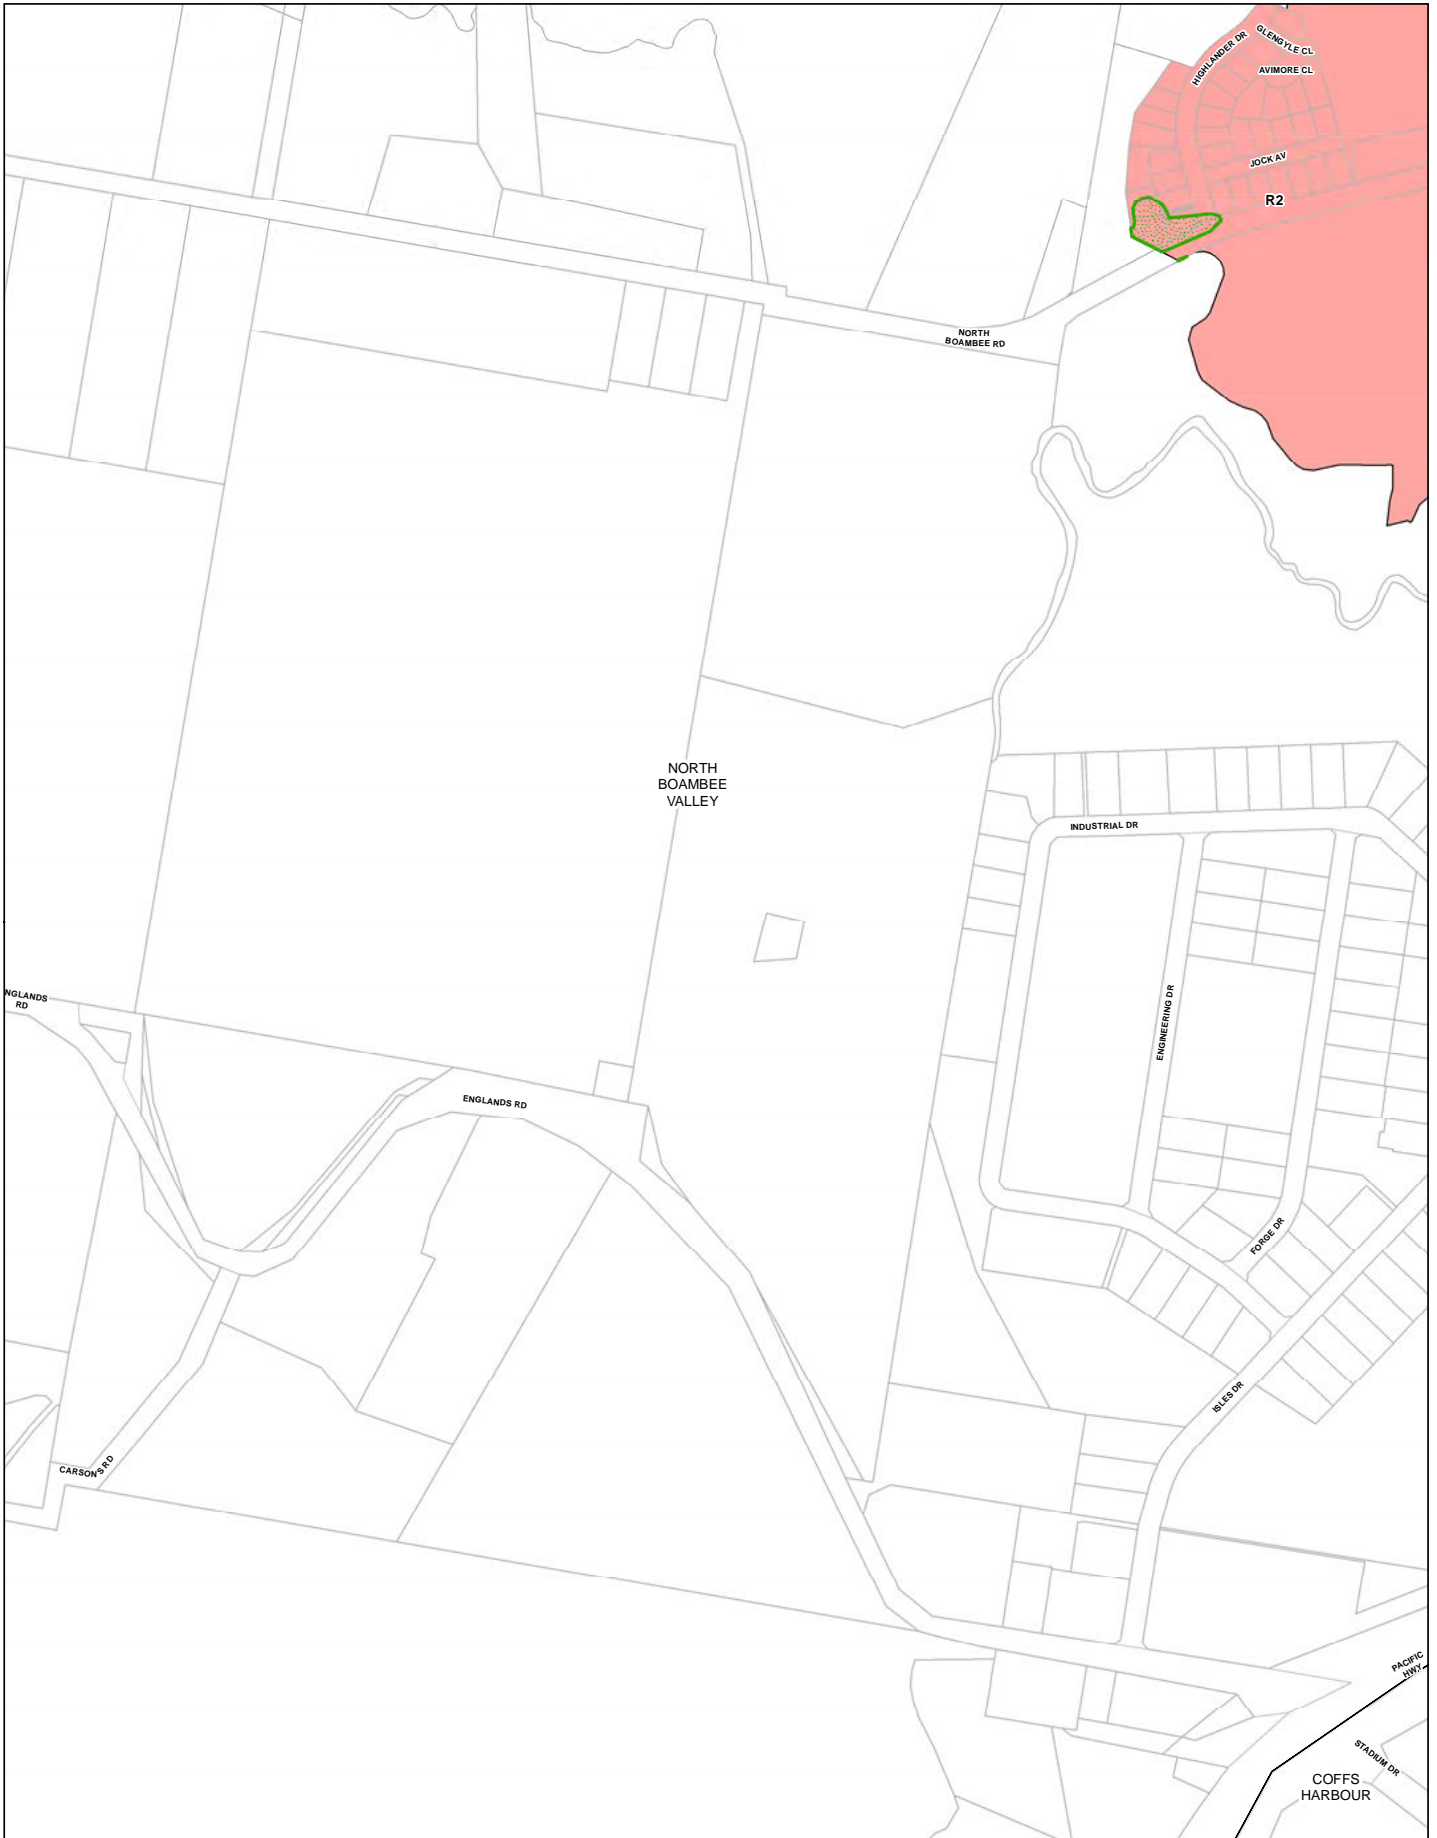 HIGHLANDER DR
GLENGYLE CL
AVIMORE CL
JOCK AV
R2
NORTH
BOAMBEE RD
NORTH
BOAMBEE
VALLEY
INDUSTRIAL DR
NGLANDS
RD
ENGINEERING DR
ENGLANDS RD
FORGE DR
ISLES DR
CARSONS RD
PACIFIC
HWY
STADIUM DR
COFFS
HARBOUR